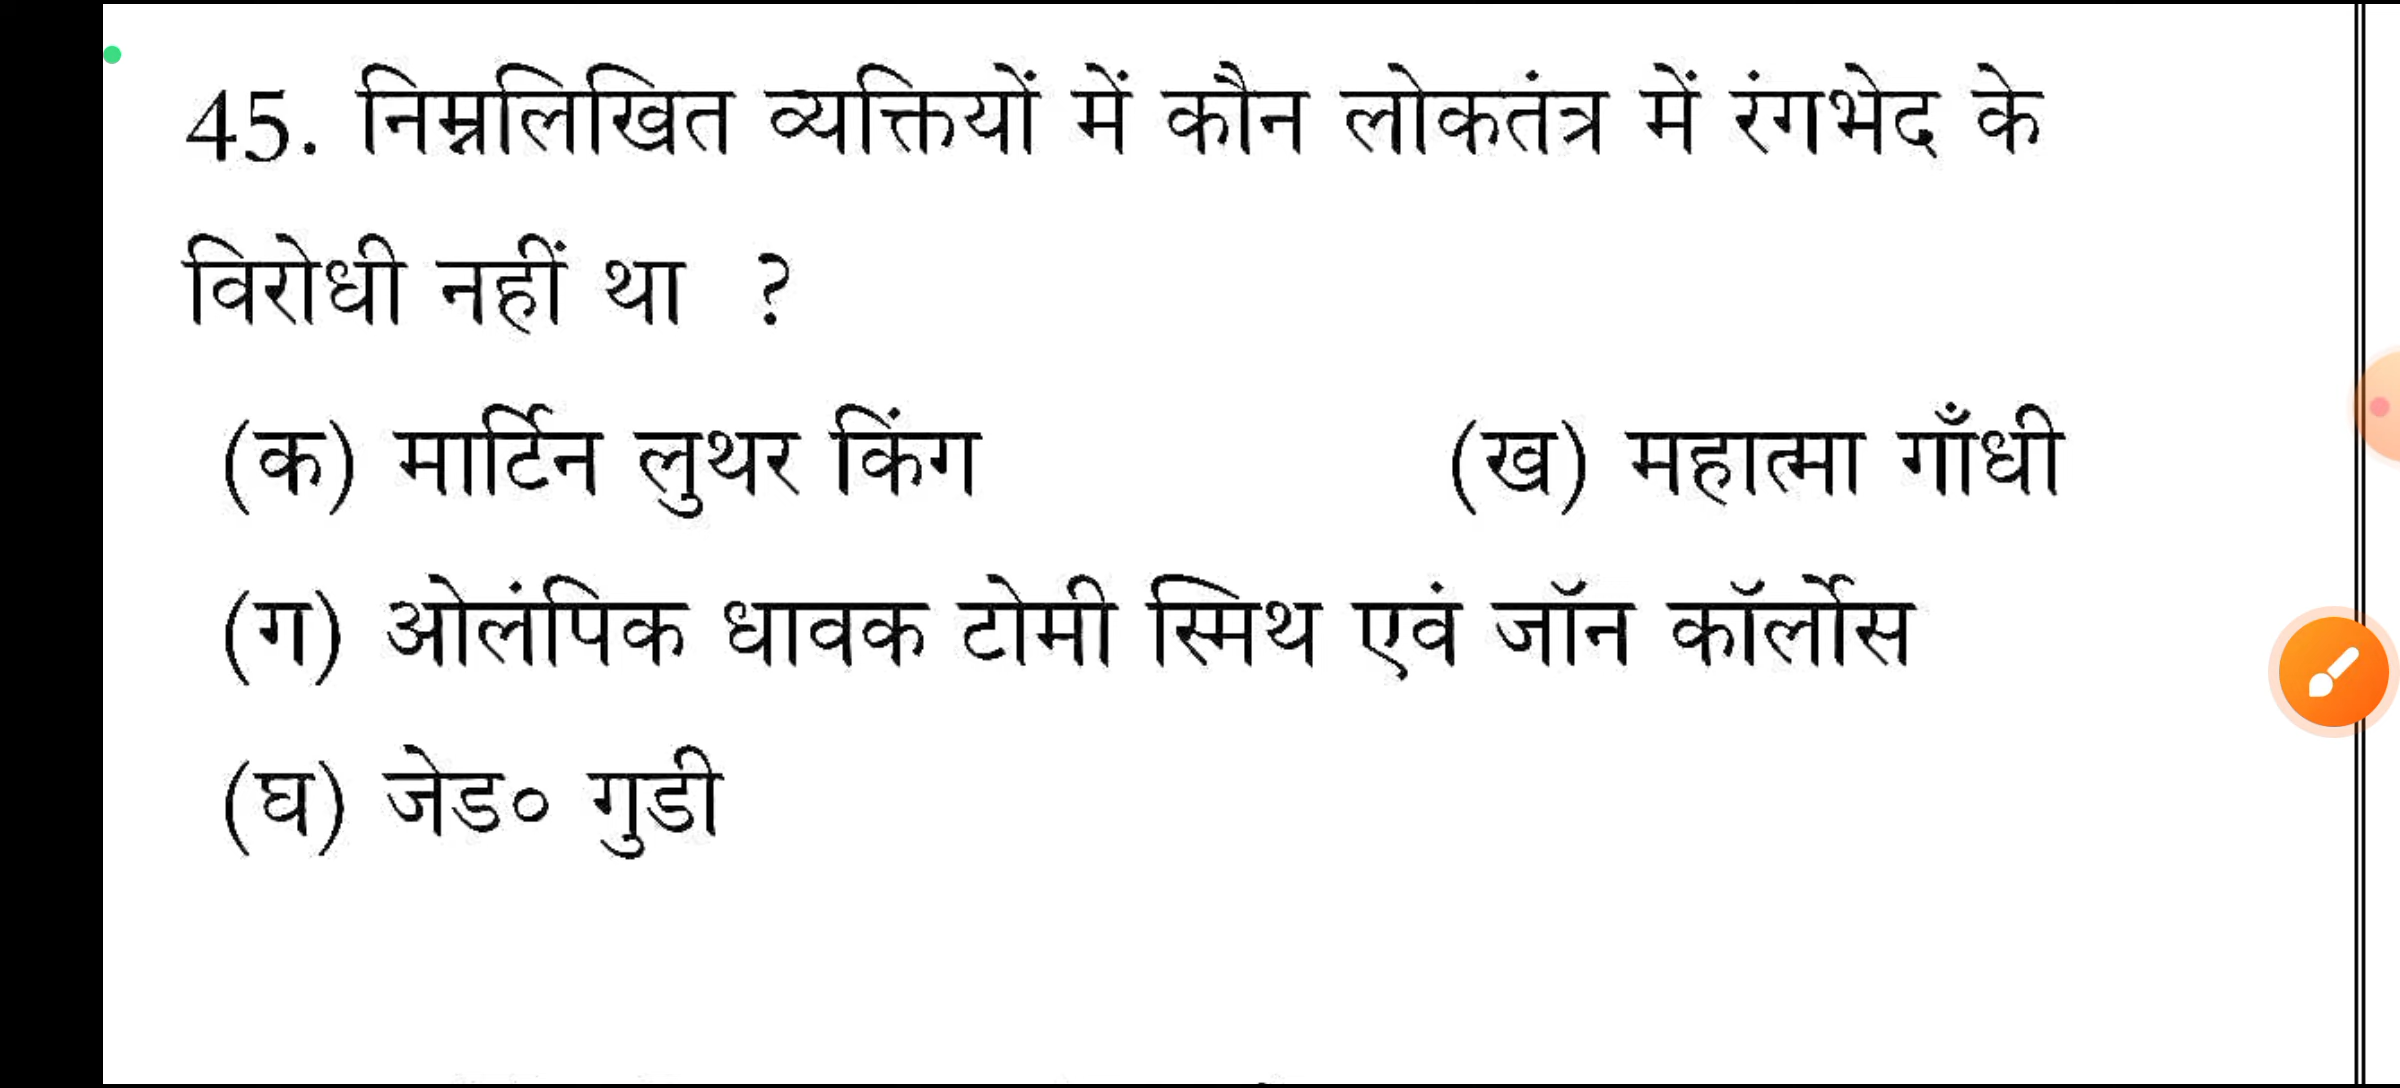 45. निम्नलिखित व्यक्तियों में कौन लोकतंत्र में रंगभेद के
विरोधी नहीं था ?
(क) मार्टिन लुथर किंग (ख) महात्मा गाँधी
(ग) ओलंपिक धावक टोमी स्मिथ एवं जॉन कॉर्लोस
(घ) जेड० गुडी